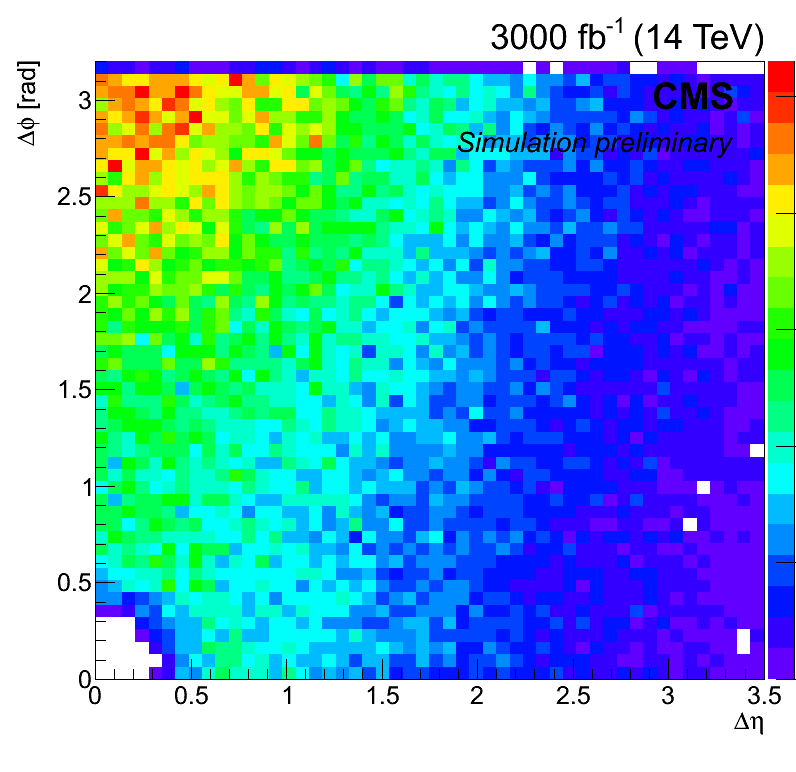 3000 fb-1 (14 TeV)
CMS
Simulation preliminary
Δϕ [rad]
3
2.5
2
1.5
1
0.5
0
0 0.5 1 1.5 2 2.5 3 3.5
Δη